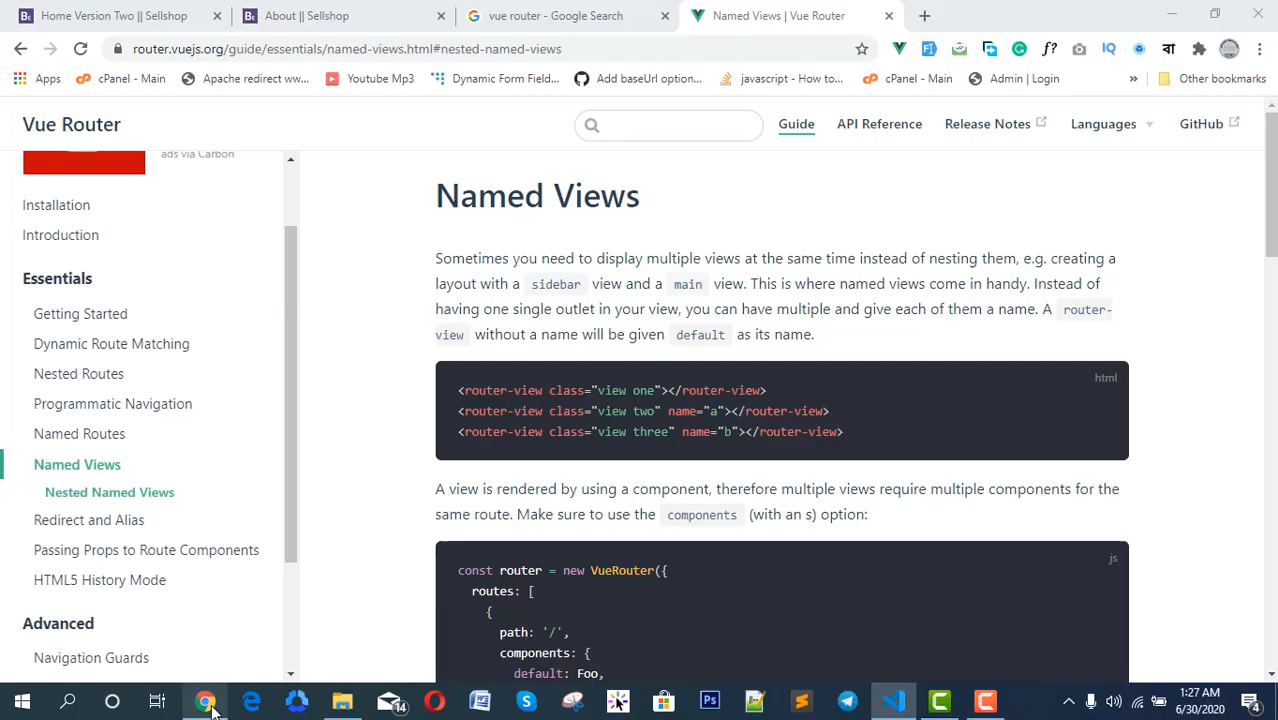 Home Version Two || Sellshop
About || Sellshop
vue router - Google Search
Named Views | Vue Router
router.vuejs.org/guide/essentials/named-views.html#nested-named-views
Apps
cPanel - Main
Apache redirect ww...
Youtube Mp3
Dynamic Form Field...
Add baseUrl option...
javascript - How to...
cPanel - Main
Admin | Login
»
Other bookmarks
Vue Router
Guide
API Reference
Release Notes
Languages
GitHub
ads via Carbon
Installation
Introduction
Essentials
Getting Started
Dynamic Route Matching
Nested Routes
Programmatic Navigation
Named Routes
Named Views
Nested Named Views
Redirect and Alias
Passing Props to Route Components
HTML5 History Mode
Advanced
Navigation Guards
Named Views
Sometimes you need to display multiple views at the same time instead of nesting them, e.g. creating a
layout with a sidebar view and a main view. This is where named views come in handy. Instead of
having one single outlet in your view, you can have multiple and give each of them a name. A router-
view without a name will be given default as its name.
html
<router-view class="view one"></router-view>
<router-view class="view two" name="a"></router-view>
<router-view class="view three" name="b"></router-view>
A view is rendered by using a component, therefore multiple views require multiple components for the
same route. Make sure to use the components (with an s) option:
js
const router = new VueRouter({
routes: [
{
path: '/',
components: {
default: Foo,
14
1:27 AM
6/30/2020
4